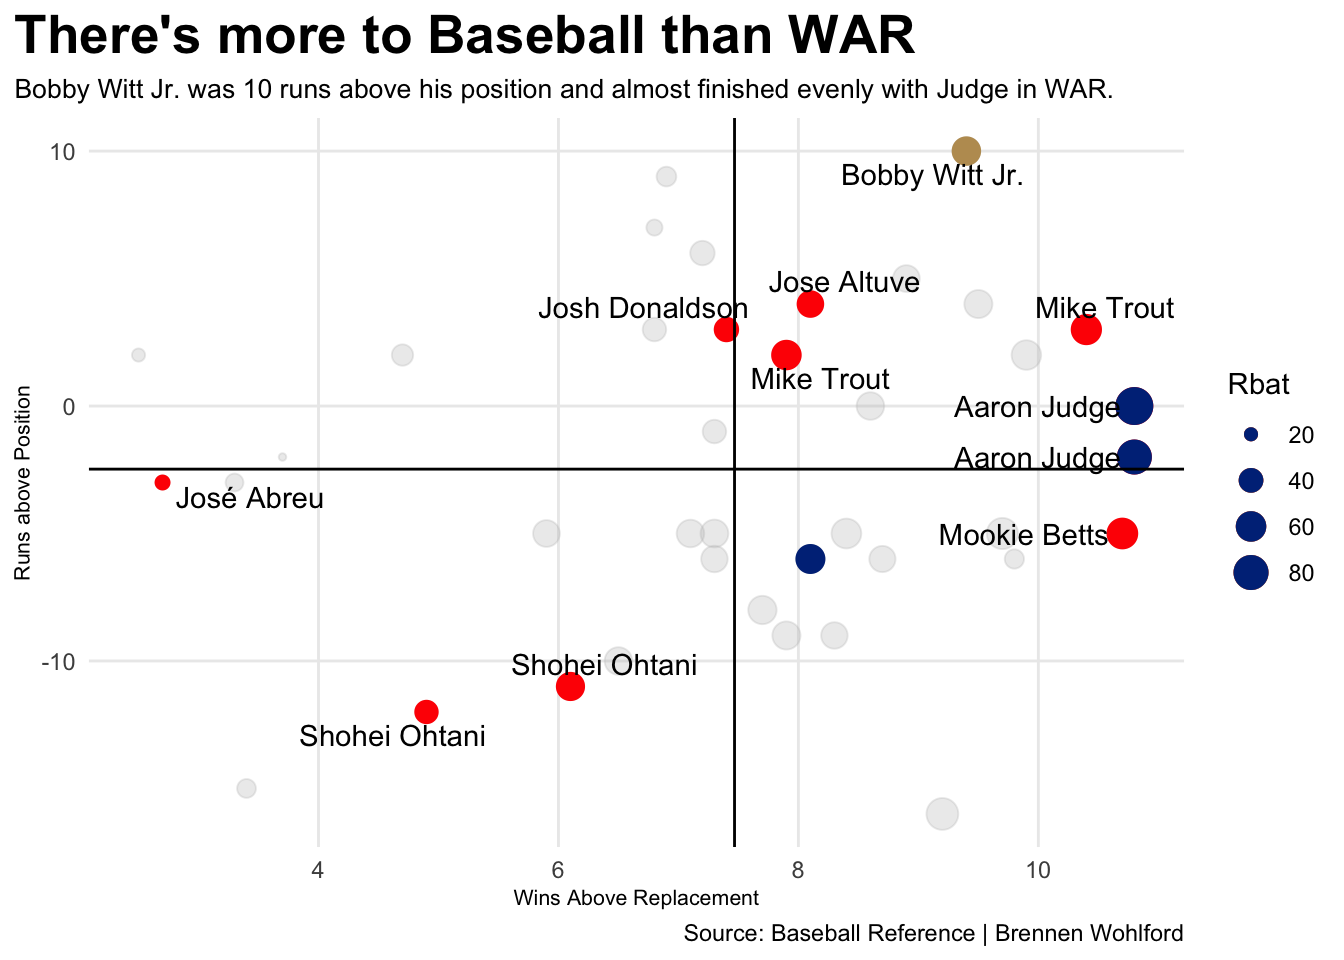 There's more to Baseball than WAR
Bobby Witt Jr. was 10 runs above his position and almost finished evenly with Judge in WAR.
10
Bobby Witt Jr.
Jose Altuve
Josh Donaldson
Mike Trout
Mike Trout
Runs above Position
0
Aaron Judge
Aaron Judge
José Abreu
Mookie Betts
-10
Shohei Ohtani
Shohei Ohtani
Rbat
20
40
60
80
4
6
8
10
Wins Above Replacement
Source: Baseball Reference | Brennen Wohlford